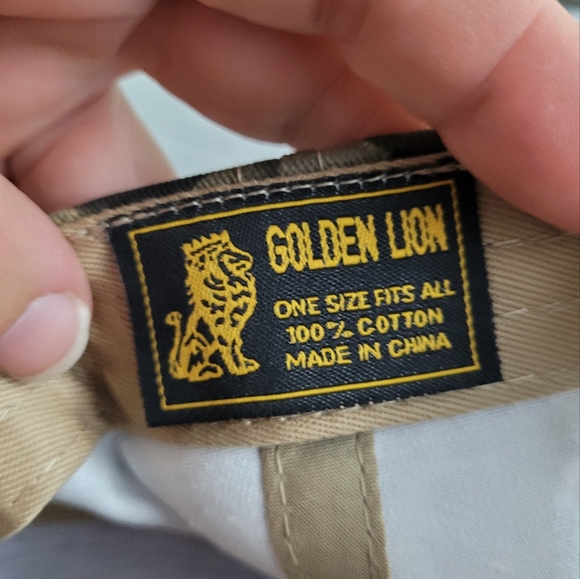 GOLDEN LION
ONE SIZE FITS ALL
100% COTTON
MADE IN CHINA